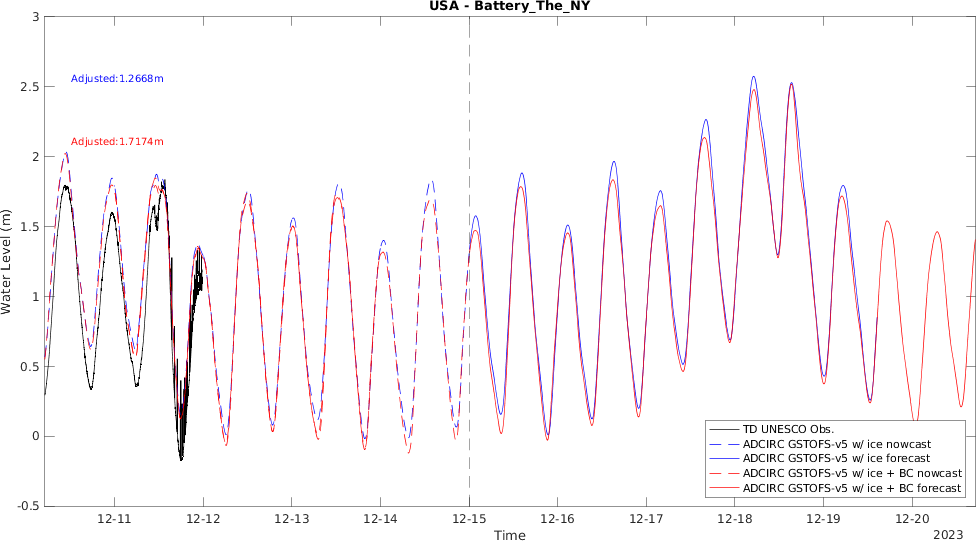 USA - Battery_The_NY
3
2.5
2
1.5
1
0.5
0
-0.5
Water Level (m)
Adjusted:1.2668m
Adjusted:1.7174m
TD UNESCO Obs.
ADCIRC GSTOFS-v5 w/ ice nowcast
ADCIRC GSTOFS-v5 w/ ice forecast
ADCIRC GSTOFS-v5 w/ ice + BC nowcast
ADCIRC GSTOFS-v5 w/ ice + BC forecast
12-11 12-12 12-13 12-14 12-15 12-16 12-17 12-18 12-19 12-20
Time
2023